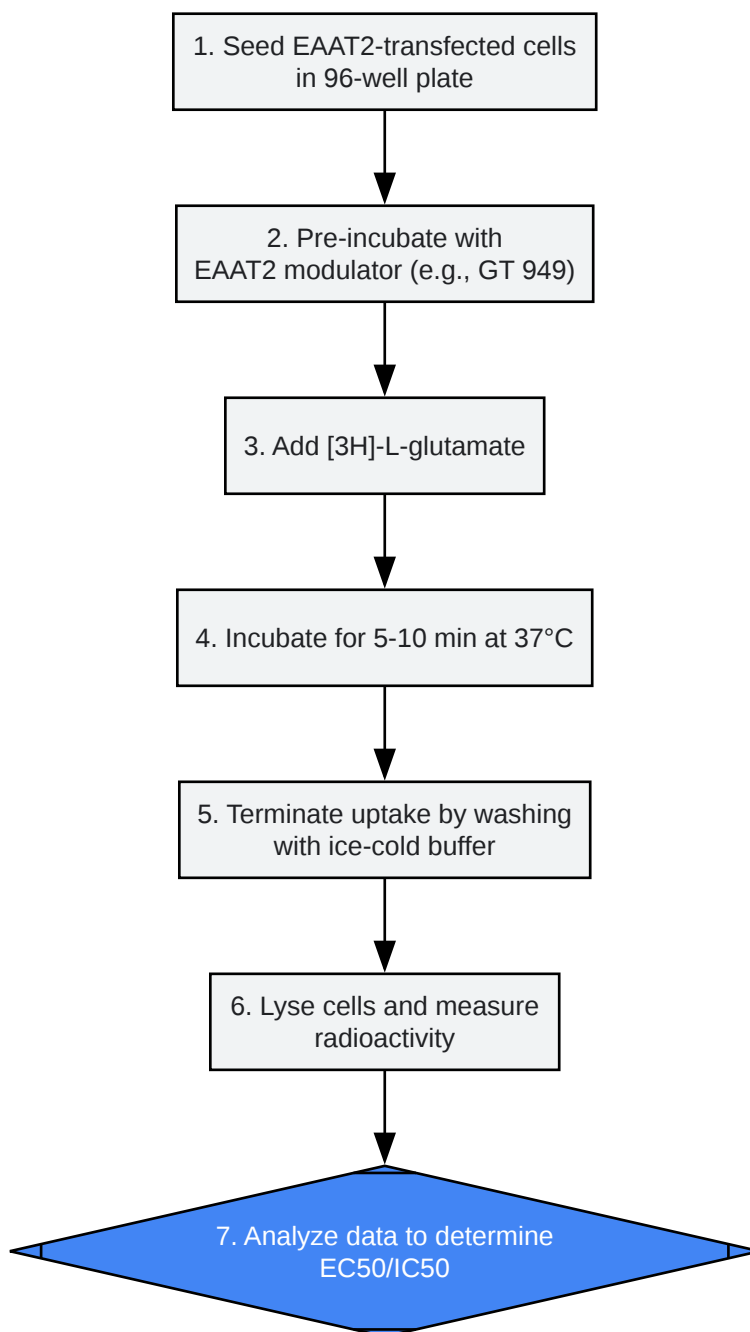 1. Seed EAAT2-transfected cells
in 96-well plate
2. Pre-incubate with
EAAT2 modulator (e.g., GT 949)
3. Add [3H]-L-glutamate
4. Incubate for 5-10 min at 37°C
5. Terminate uptake by washing
with ice-cold buffer
6. Lyse cells and measure
radioactivity
7. Analyze data to determine
EC50/IC50